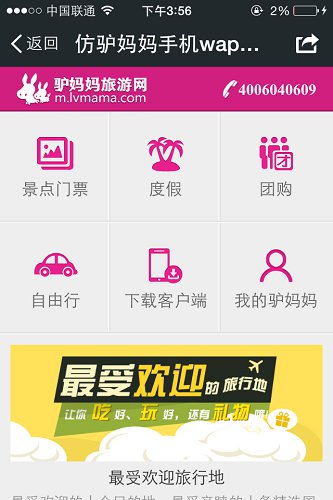 中国联通 下午3:56
返回 仿驴妈妈手机wap...
驴妈妈旅游网
m.lvmama.com
4006040609
景点门票 度假 团购
团
自由行 下载客户端 我的驴妈妈
最受欢迎的旅行地
让你吃好、玩好，还有礼物哦！
最受欢迎旅行地